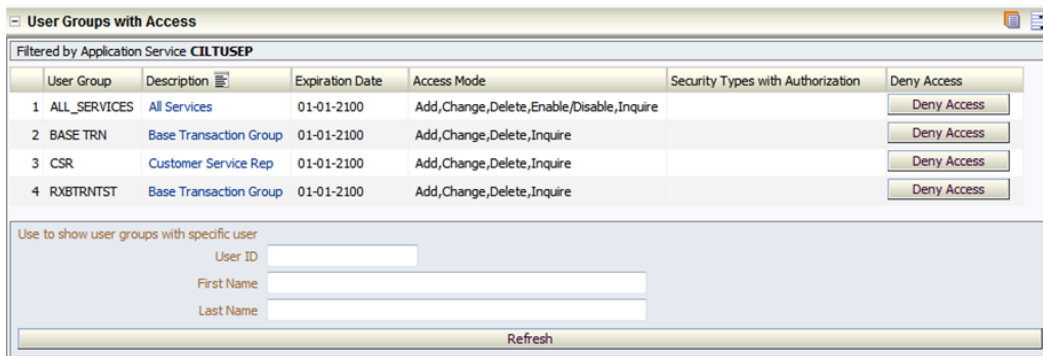 User Groups with Access
Filtered by Application Service CILTUSEP
User Group Description Expiration Date Access Mode Security Types with Authorization Deny Access
1 ALL_SERVICES All Services 01-01-2100 Add,Change,Delete,Enable/Disable,Inquire Deny Access
2 BASE TRN Base Transaction Group 01-01-2100 Add,Change,Delete,Inquire Deny Access
3 CSR Customer Service Rep 01-01-2100 Add,Change,Delete,Inquire Deny Access
4 RXBTRNTST Base Transaction Group 01-01-2100 Add,Change,Delete,Inquire Deny Access
Use to show user groups with specific user
User ID
First Name
Last Name
Refresh